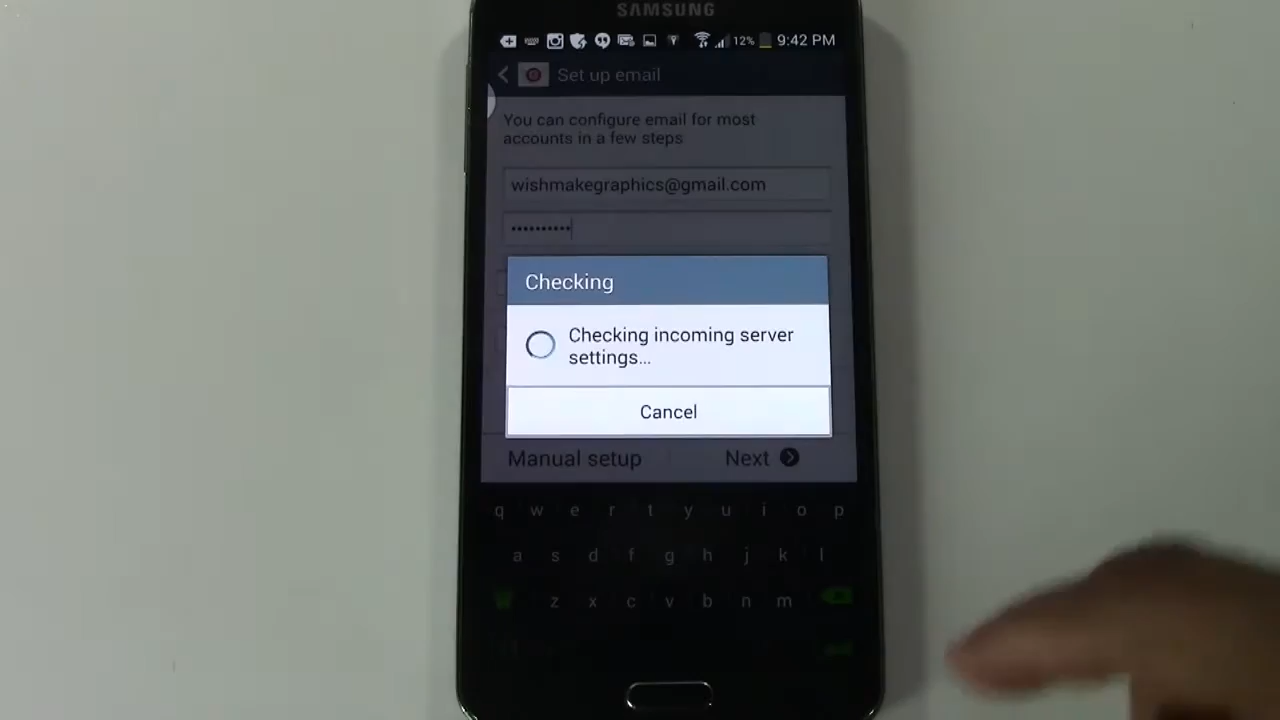 SAMSUNG
12% 9:42 PM
Set up email
You can configure email for most
accounts in a few steps
wishmakegraphics@gmail.com
••••••••••
Checking
Checking incoming server
settings...
Cancel
Manual setup Next
q w e r t y u i o p
a s d f g h j k l
z x c v b n m